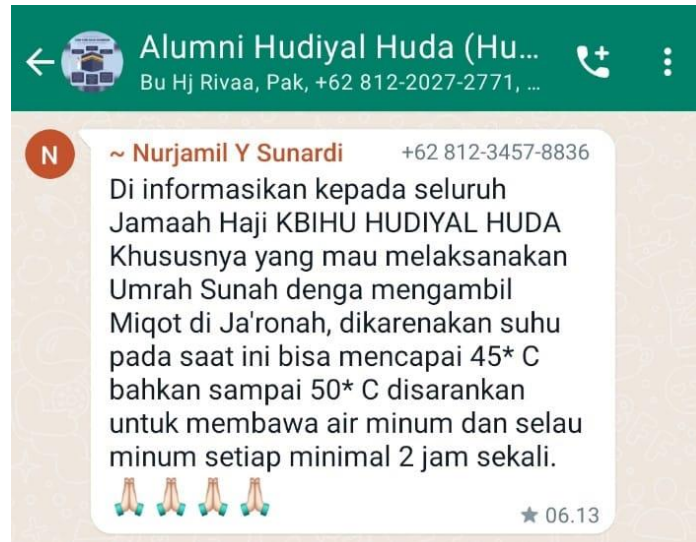 Alumni Hudiyal Huda (Hu...
Bu Hj Rivaa, Pak, +62 812-2027-2771, ...
N
~ Nurjamil Y Sunardi +62 812-3457-8836
Di informasikan kepada seluruh
Jamaah Haji KBIHU HUDIYAL HUDA
Khususnya yang mau melaksanakan
Umrah Sunah denga mengambil
Miqot di Ja'ronah, dikarenakan suhu
pada saat ini bisa mencapai 45* C
bahkan sampai 50* C disarankan
untuk membawa air minum dan selau
minum setiap minimal 2 jam sekali.
🙏🏻 🙏🏻 🙏🏻 🙏🏻
★ 06.13